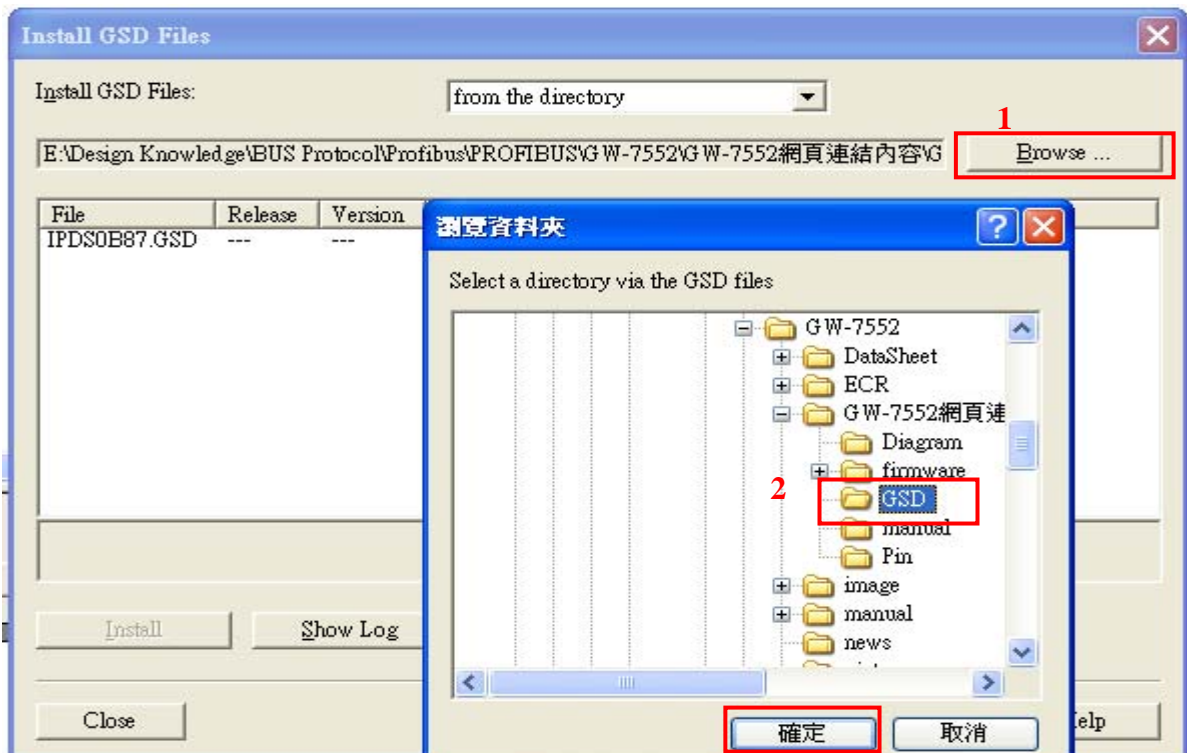 Install GSD Files
Install GSD Files:
from the directory
1
E:\Design Knowledge\BUS Protocol\Profibus\PROFIBUS\GW-7552\GW-7552網頁連結內容\G
Browse ...
File Release Version
IPDS0B87.GSD --- ---
瀏覽資料夾
Select a directory via the GSD files
GW-7552
DataSheet
ECR
GW-7552網頁連
Diagram
firmware
2
GSD
manual
Pin
image
manual
news
Install
Show Log
Close
確定
取消
elp